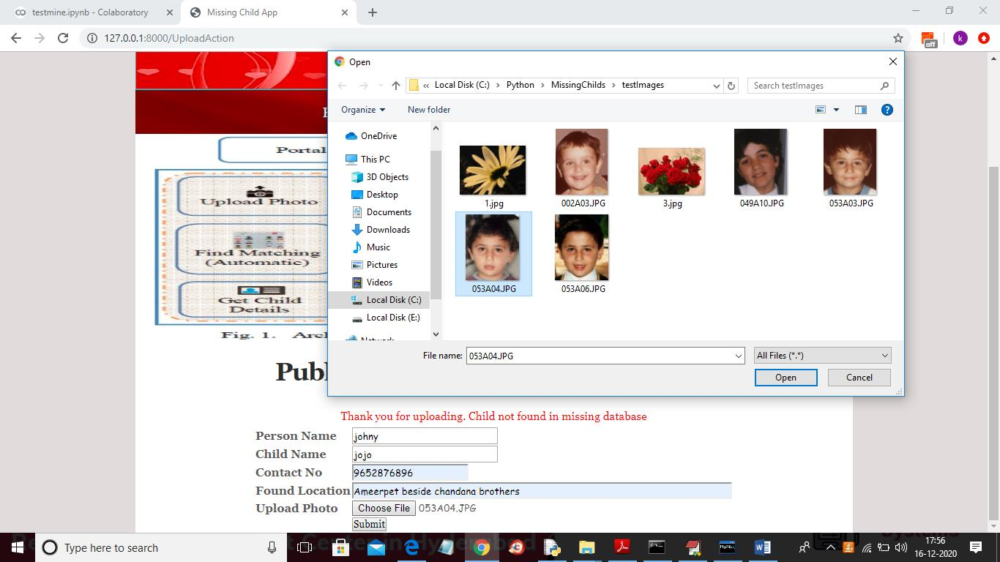 testmine.ipynb - Colaboratory
Missing Child App
127.0.0.1:8000/UploadAction
off
k
Open
« Local Disk (C:) > Python > MissingChilds > testImages
Search testImages
Organize
New folder
OneDrive
This PC
3D Objects
Desktop
Documents
Downloads
Music
Pictures
Videos
Local Disk (C:)
Local Disk (E:)
Network
1.jpg
002A03.JPG
3.jpg
049A10.JPG
053A03.JPG
053A04.JPG
053A06.JPG
File name: 053A04.JPG
All Files (*.*)
Open
Cancel
Portal
Upload Photo
Find Matching
(Automatic)
Get Child
Details
Fig. 1.
Thank you for uploading. Child not found in missing database
Person Name johny
Child Name jojo
Contact No 9652876896
Found Location Ameerpet beside chandana brothers
Upload Photo Choose File 053A04.JPG
Submit
Type here to search
17:56
16-12-2020